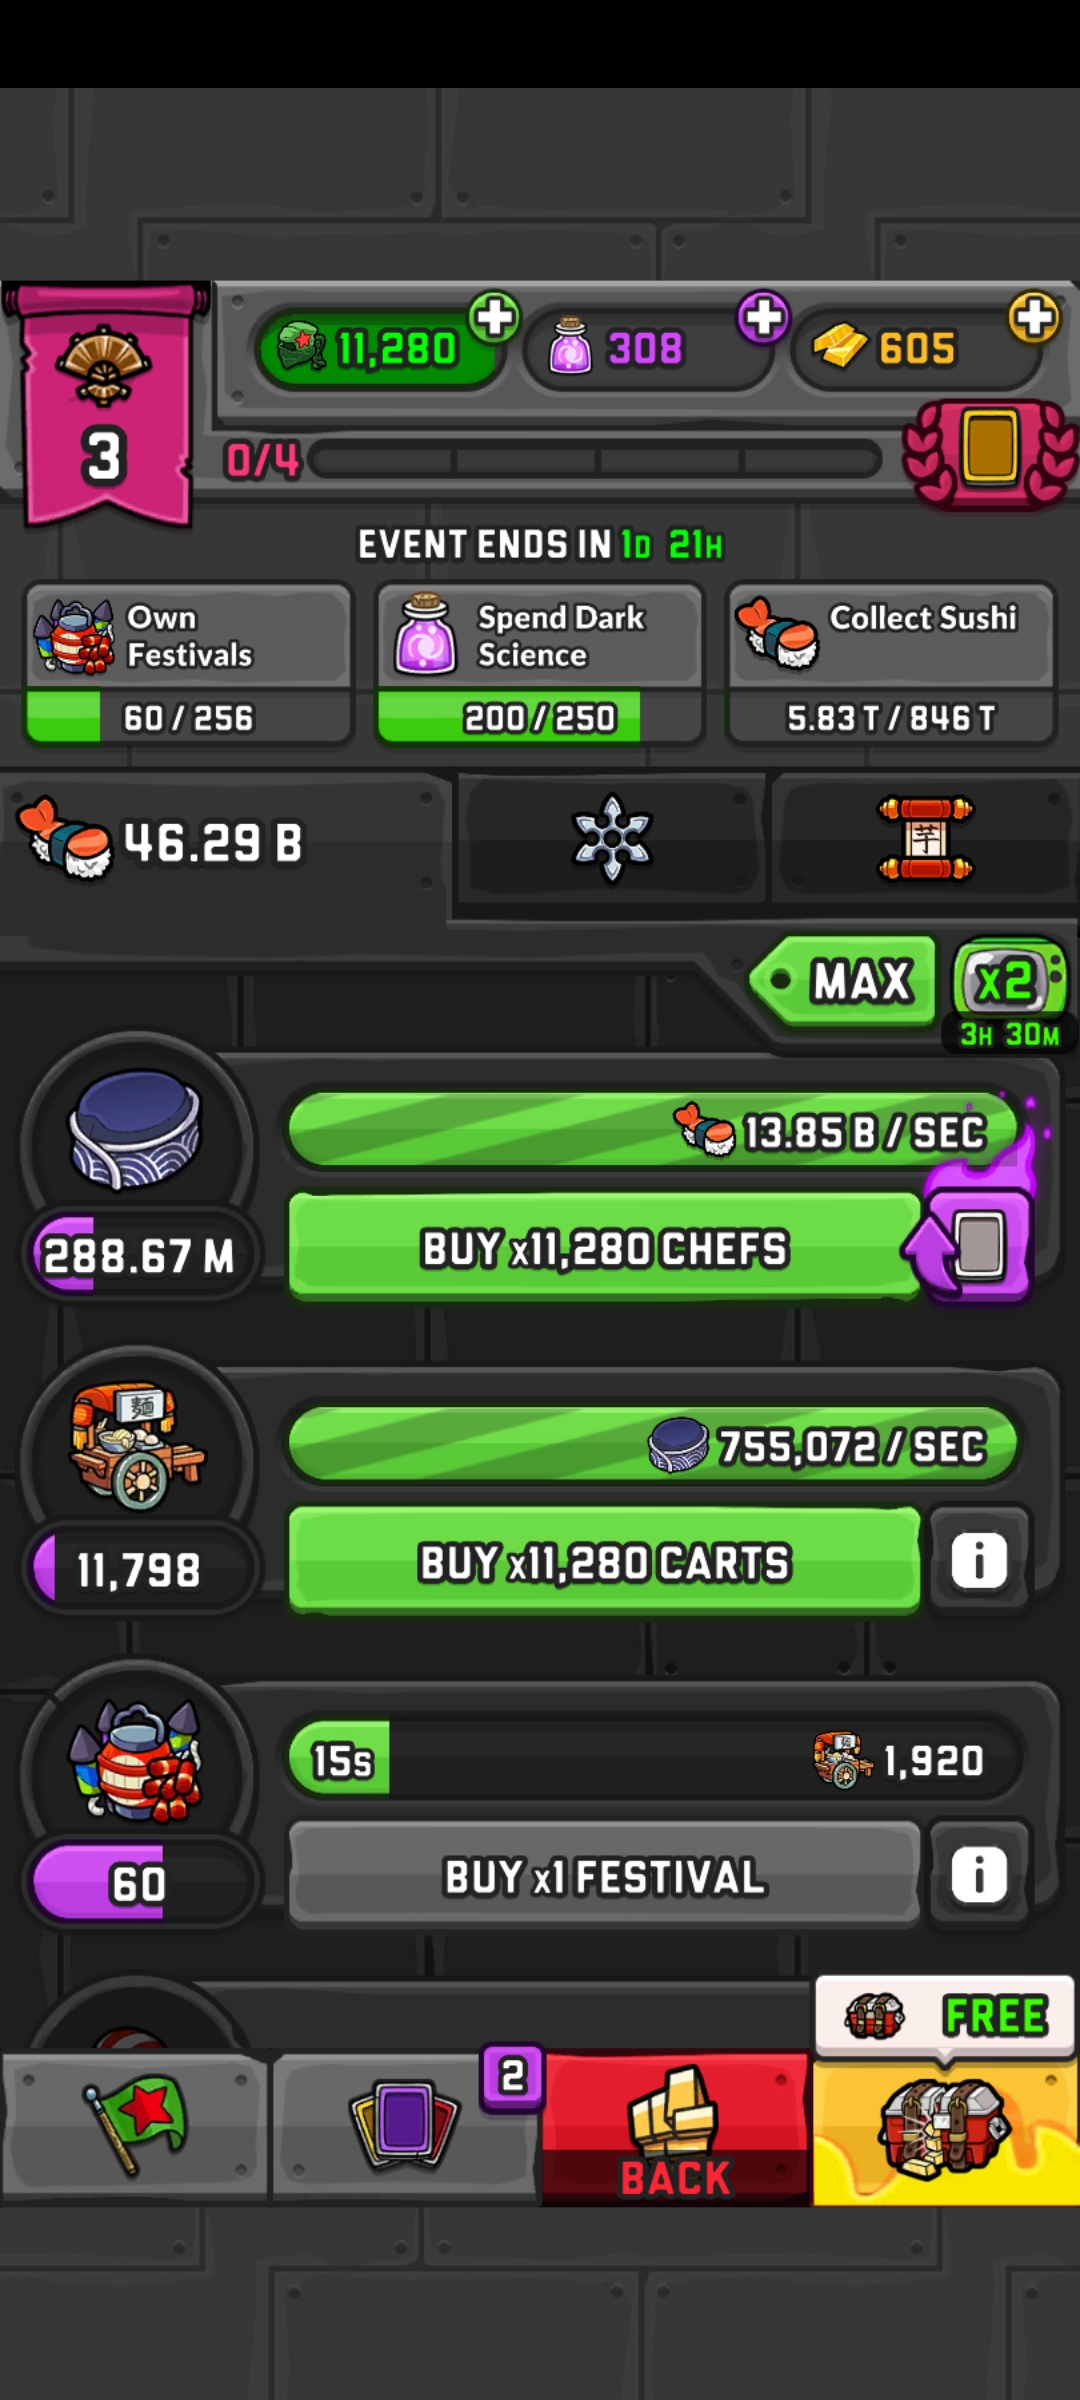 11,280
308
605
3
0/4
EVENT ENDS IN 1D 21H
Own Festivals
60 / 256
Spend Dark Science
200 / 250
Collect Sushi
5.83 T / 846 T
46.29 B
芋
MAX
x2
3H 30M
13.85 B / SEC
288.67 M
BUY x11,280 CHEFS
麺
755,072 / SEC
11,798
BUY x11,280 CARTS
i
15s
1,920
60
BUY x1 FESTIVAL
i
FREE
2
BACK